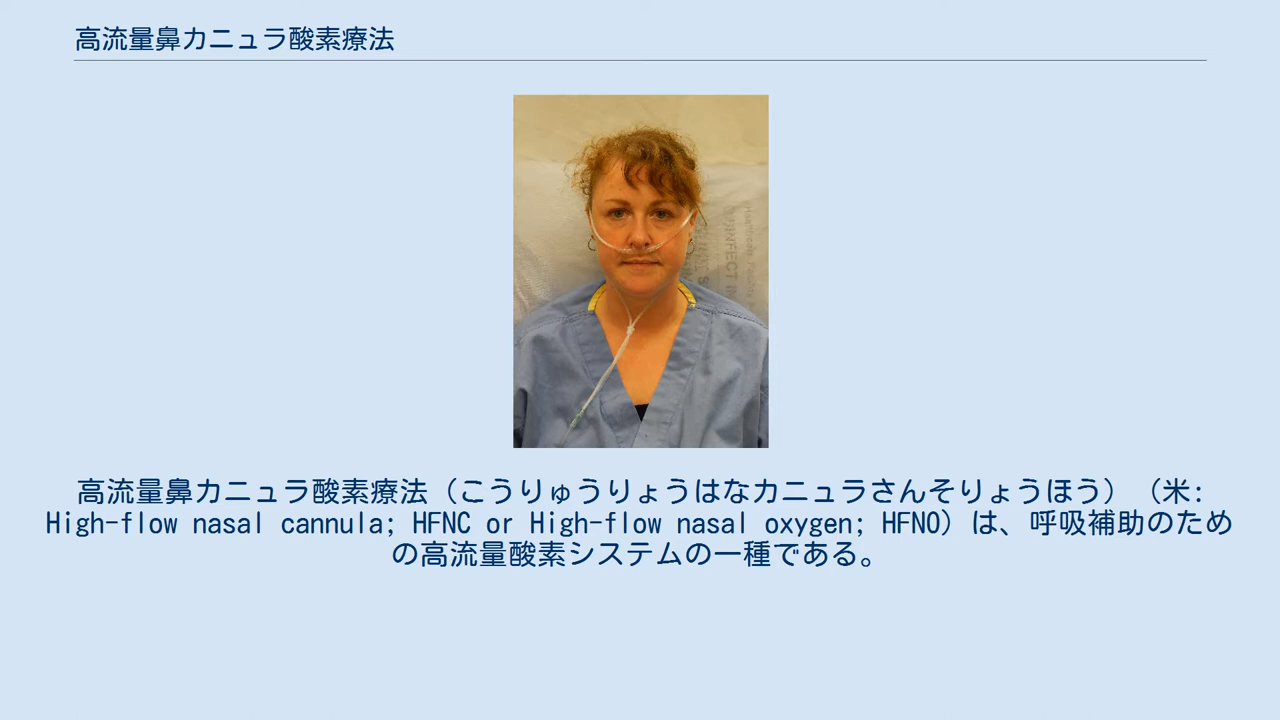 高流量鼻カニュラ酸素療法
高流量鼻カニュラ酸素療法（こうりゅうりょうはなカニュラさんそりょうほう）（米:
High-flow nasal cannula; HFNC or High-flow nasal oxygen; HFNO）は、呼吸補助のため
の高流量酸素システムの一種である。